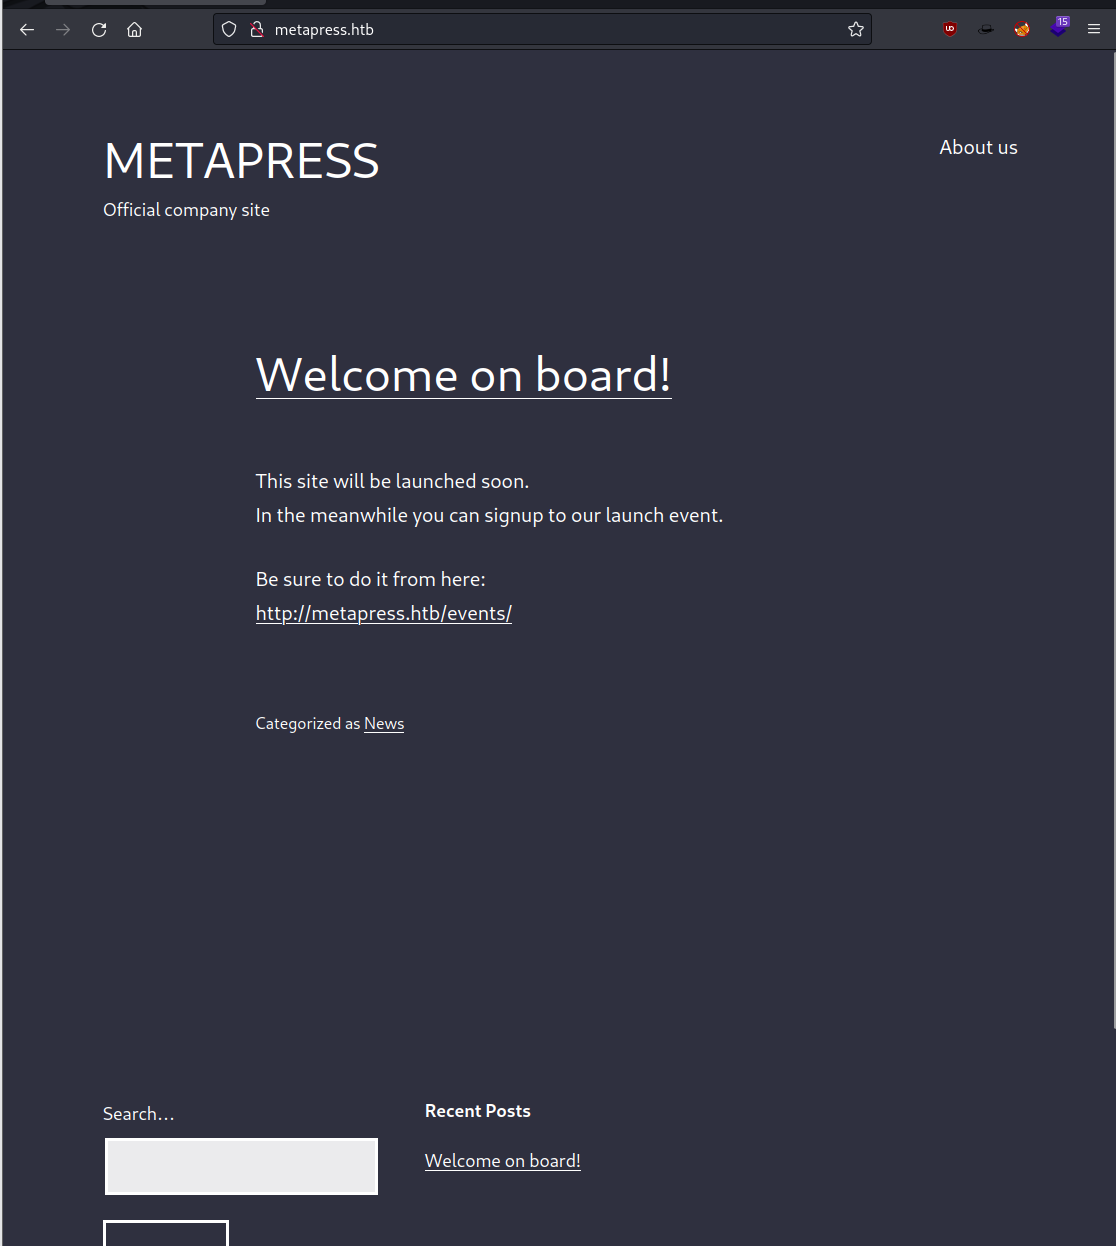 metapress.htb
15
METAPRESS
About us
Official company site
Welcome on board!
This site will be launched soon.
In the meanwhile you can signup to our launch event.
Be sure to do it from here:
http://metapress.htb/events/
Categorized as News
Search…
Recent Posts
Welcome on board!